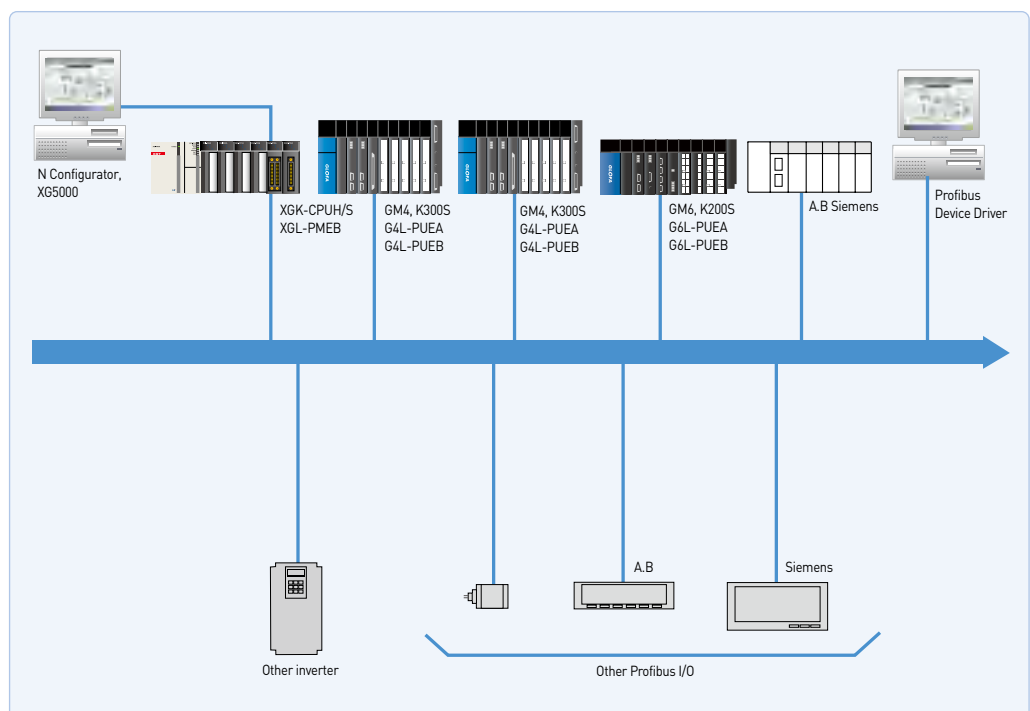 N Configurator,
XG5000
XGK-CPUH/S
XGL-PMEB
GM4, K300S
G4L-PUEA
G4L-PUEB
GM4, K300S
G4L-PUEA
G4L-PUEB
GM6, K200S
G6L-PUEA
G6L-PUEB
A.B Siemens
Profibus
Device Driver
Other inverter
A.B
Siemens
Other Profibus I/O